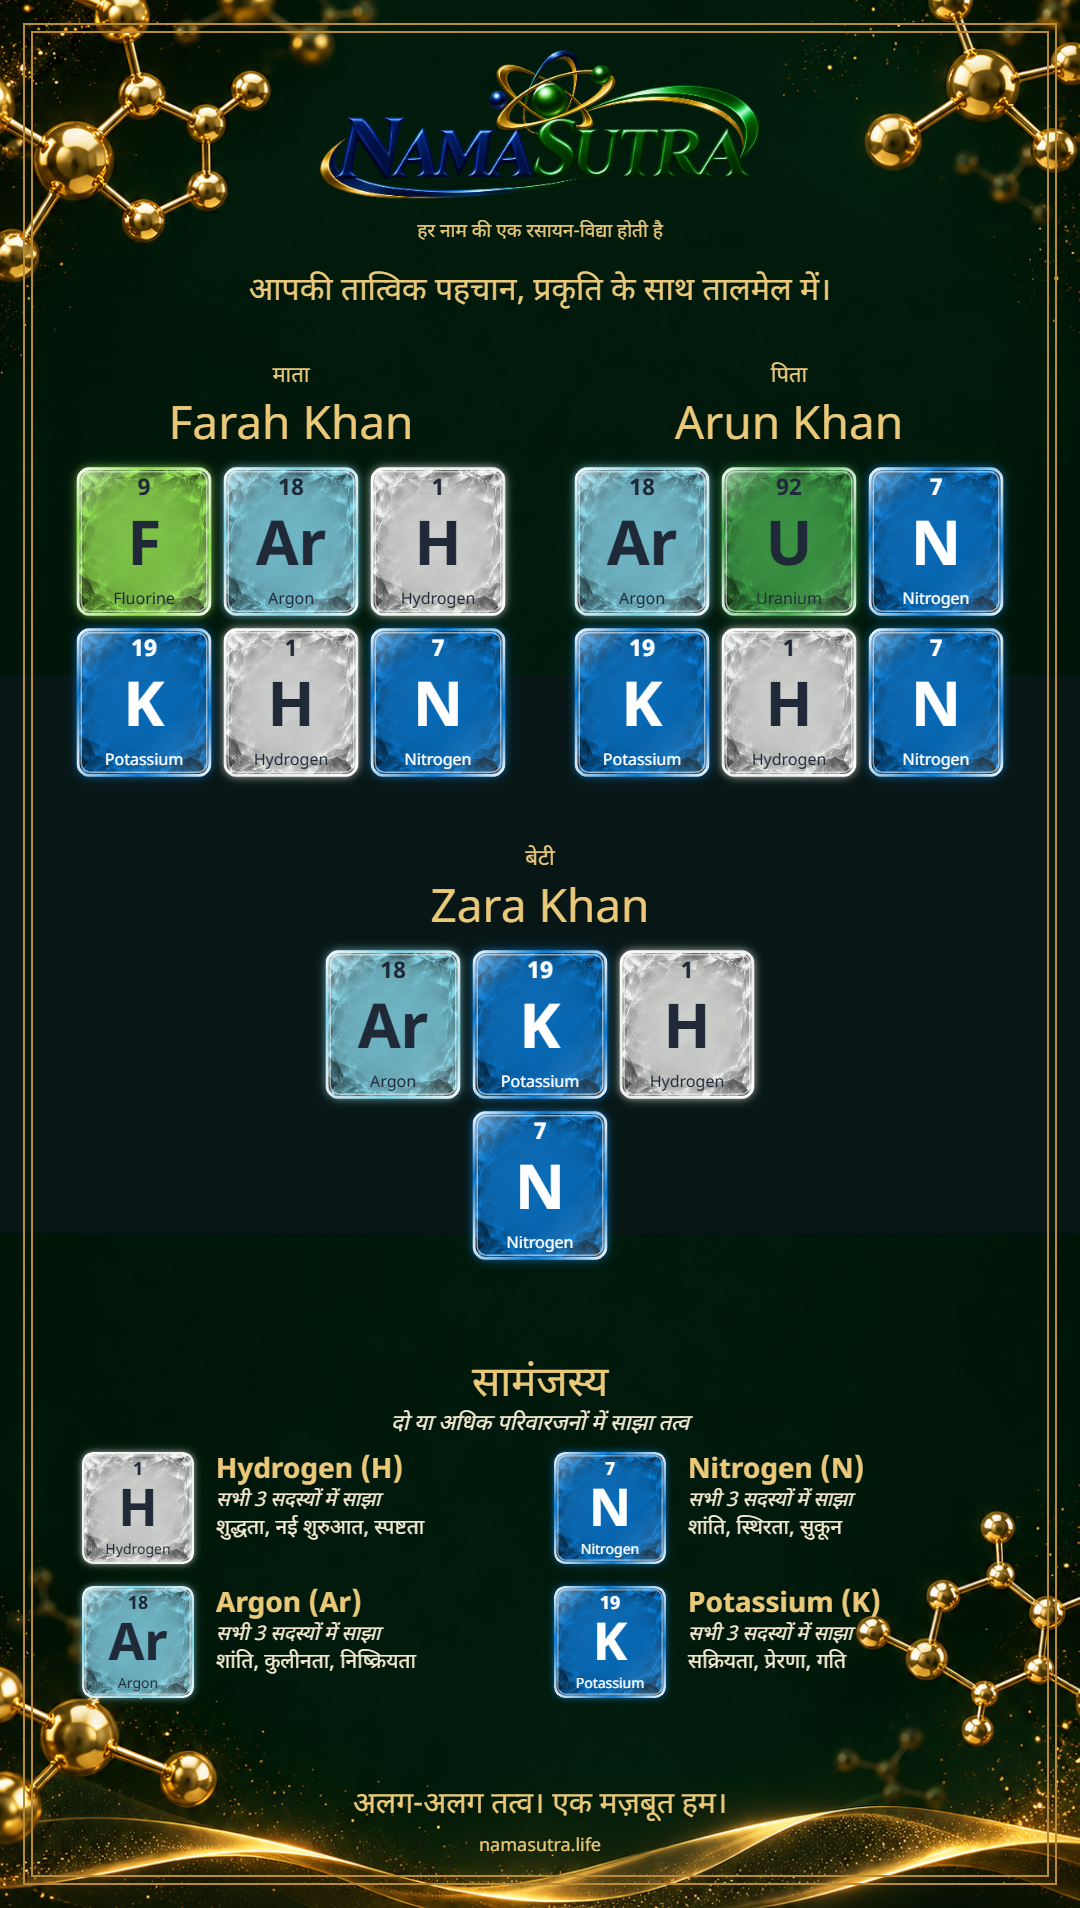 NAMASUTRA
हर नाम की एक रसायन-विद्या होती है
आपकी तात्विक पहचान, प्रकृति के साथ तालमेल में।
माता
Farah Khan
9
F
Fluorine
18
Ar
Argon
1
H
Hydrogen
19
K
Potassium
1
H
Hydrogen
7
N
Nitrogen
पिता
Arun Khan
18
Ar
Argon
92
U
Uranium
7
N
Nitrogen
19
K
Potassium
1
H
Hydrogen
7
N
Nitrogen
बेटी
Zara Khan
18
Ar
Argon
19
K
Potassium
1
H
Hydrogen
7
N
Nitrogen
सामंजस्य
दो या अधिक परिवारजनों में साझा तत्व
1
H
Hydrogen
Hydrogen (H)
सभी 3 सदस्यों में साझा
शुद्धता, नई शुरुआत, स्पष्टता
7
N
Nitrogen
Nitrogen (N)
सभी 3 सदस्यों में साझा
शांति, स्थिरता, सुकून
18
Ar
Argon
Argon (Ar)
सभी 3 सदस्यों में साझा
शांति, कुलीनता, निष्क्रियता
19
K
Potassium
Potassium (K)
सभी 3 सदस्यों में साझा
सक्रियता, प्रेरणा, गति
अलग-अलग तत्व। एक मज़बूत हम।
namasutra.life